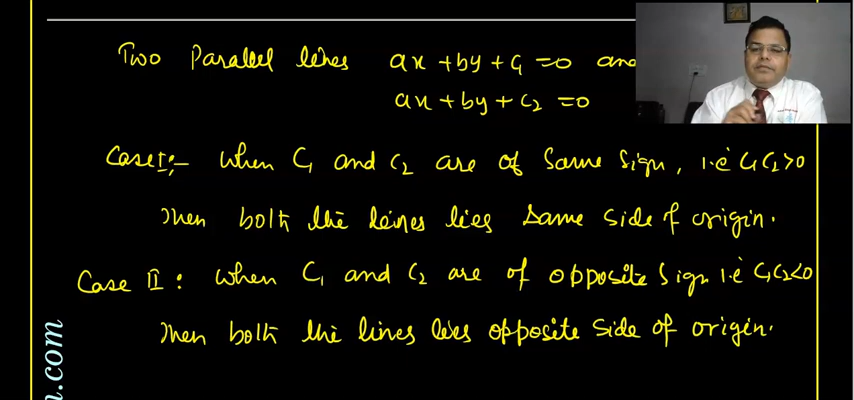 Two Parallel lines ax + by + C₁ = 0 and
ax + by + C₂ = 0
Case I :- When C₁ and C₂ are of Same Sign, i.e C₁C₂>0
Then both the lines lies same side of origin.
Case II : When C₁ and C₂ are of opposite Sign i.e C₁C₂<0
Then both the lines lies opposite side of origin.
.com